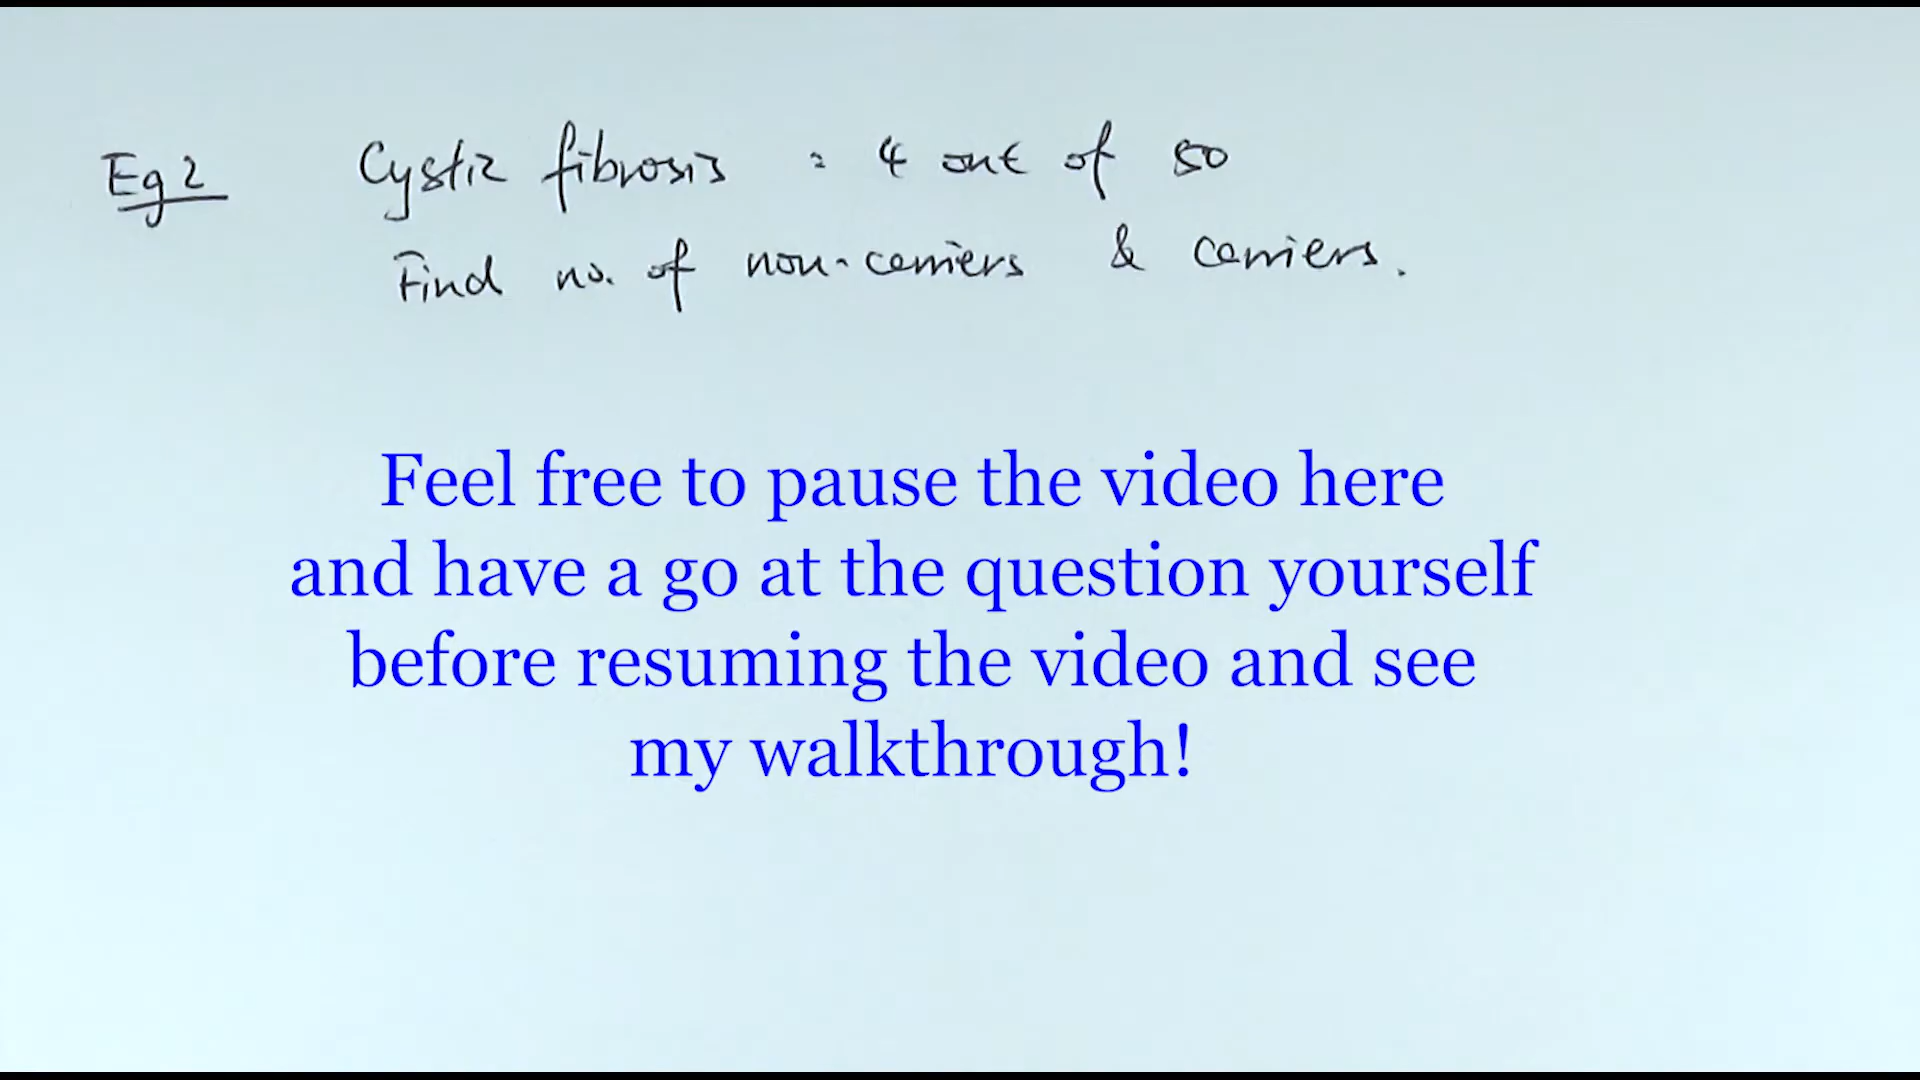 Eg 2 Cystic fibrosis : 4 out of 50
Find no. of non-carriers & carriers.
Feel free to pause the video here
and have a go at the question yourself
before resuming the video and see
my walkthrough!